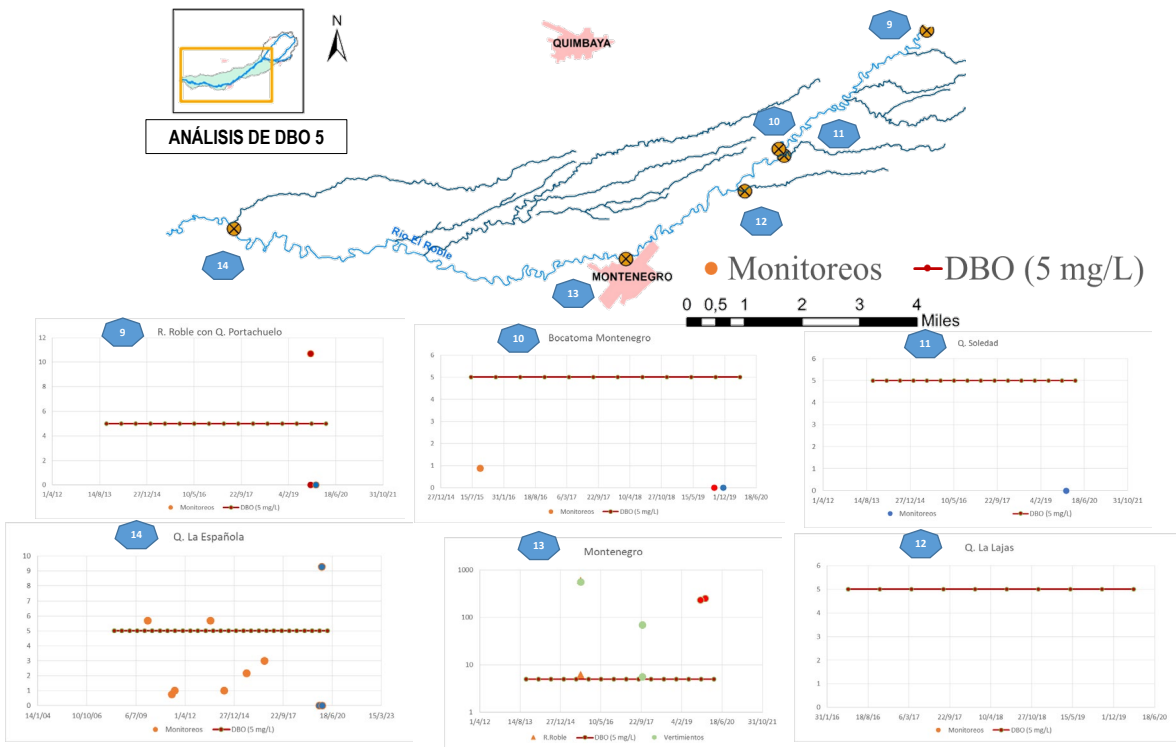 N
QUIMBAYA
9
ANÁLISIS DE DBO 5
10
11
12
Río El Roble
14
MONTENEGRO
13
Monitoreos DBO (5 mg/L)
0 0,5 1 2 3 4
Miles
9 R. Roble con Q. Portachuelo
12
10
8
6
4
2
0
1/4/12 14/8/13 27/12/14 10/5/16 22/9/17 4/2/19 18/6/20 31/10/21
Monitoreos DBO (5 mg/L)
10 Bocatoma Montenegro
6
5
4
3
2
1
0
27/12/14 15/7/15 31/1/16 18/8/16 6/3/17 22/9/17 10/4/18 27/10/18 15/5/19 1/12/19 18/6/20
Monitoreos DBO (5 mg/L)
11 Q. Soledad
6
5
4
3
2
1
0
1/4/12 14/8/13 27/12/14 10/5/16 22/9/17 4/2/19 18/6/20 31/10/21
Monitoreos DBO (5 mg/L)
14 Q. La Española
10
9
8
7
6
5
4
3
2
1
0
14/1/04 10/10/06 6/7/09 1/4/12 27/12/14 22/9/17 18/6/20 15/3/23
Monitoreos DBO (5 mg/L)
13 Montenegro
1000
100
10
1
1/4/12 14/8/13 27/12/14 10/5/16 22/9/17 4/2/19 18/6/20 31/10/21
R.Roble DBO (5 mg/L) Vertimientos
12 Q. La Lajas
6
5
4
3
2
1
0
31/1/16 18/8/16 6/3/17 22/9/17 10/4/18 27/10/18 15/5/19 1/12/19 18/6/20
Monitoreos DBO (5 mg/L)